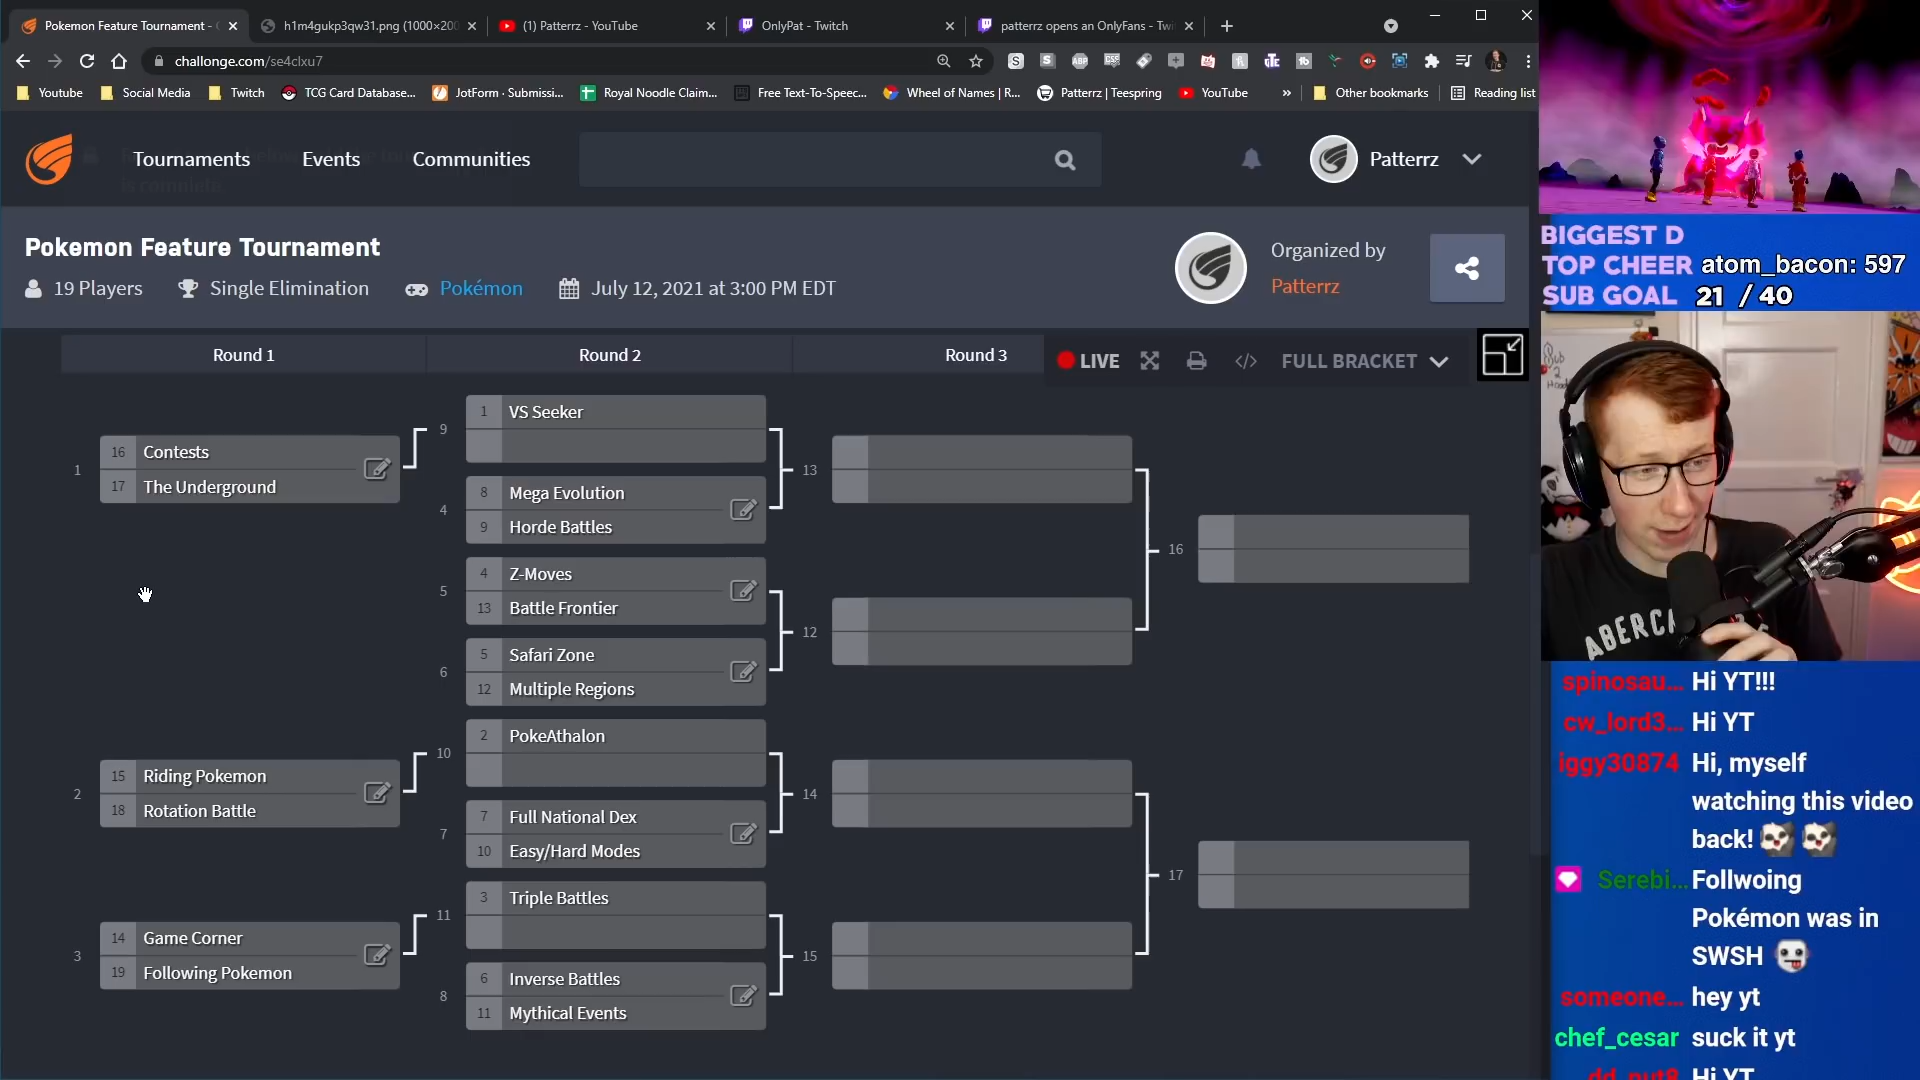 Pokemon Feature Tournament -
h1m4gukp3qw31.png (1000×200
(1) Patterrz - YouTube
OnlyPat - Twitch
patterrz opens an OnlyFans - Tw
challonge.com/se4clxu7
Youtube
Social Media
Twitch
TCG Card Database...
JotForm · Submissi...
Royal Noodle Claim...
Free Text-To-Speec...
Wheel of Names | R...
Patterrz | Teespring
YouTube
»
Other bookmarks
Reading list
Tournaments
Events
Communities
Patterrz
Pokemon Feature Tournament
19 Players
Single Elimination
Pokémon
July 12, 2021 at 3:00 PM EDT
Organized by
Patterrz
Round 1
Round 2
Round 3
LIVE
FULL BRACKET
1
16 Contests
17 The Underground
2
15 Riding Pokemon
18 Rotation Battle
3
14 Game Corner
19 Following Pokemon
9
1 VS Seeker
4
8 Mega Evolution
9 Horde Battles
5
4 Z-Moves
13 Battle Frontier
6
5 Safari Zone
12 Multiple Regions
10
2 PokeAthalon
7
7 Full National Dex
10 Easy/Hard Modes
11
3 Triple Battles
8
6 Inverse Battles
11 Mythical Events
13
12
14
15
16
17
BIGGEST D
TOP CHEER atom_bacon: 597
SUB GOAL 21 / 40
spinosau... Hi YT!!!
cw_lord3... Hi YT
iggy30874 Hi, myself
watching this video
back!
Serebi... Follwoing
Pokémon was in
SWSH
someone... hey yt
chef_cesar suck it yt
dd_nut8 Hi YT